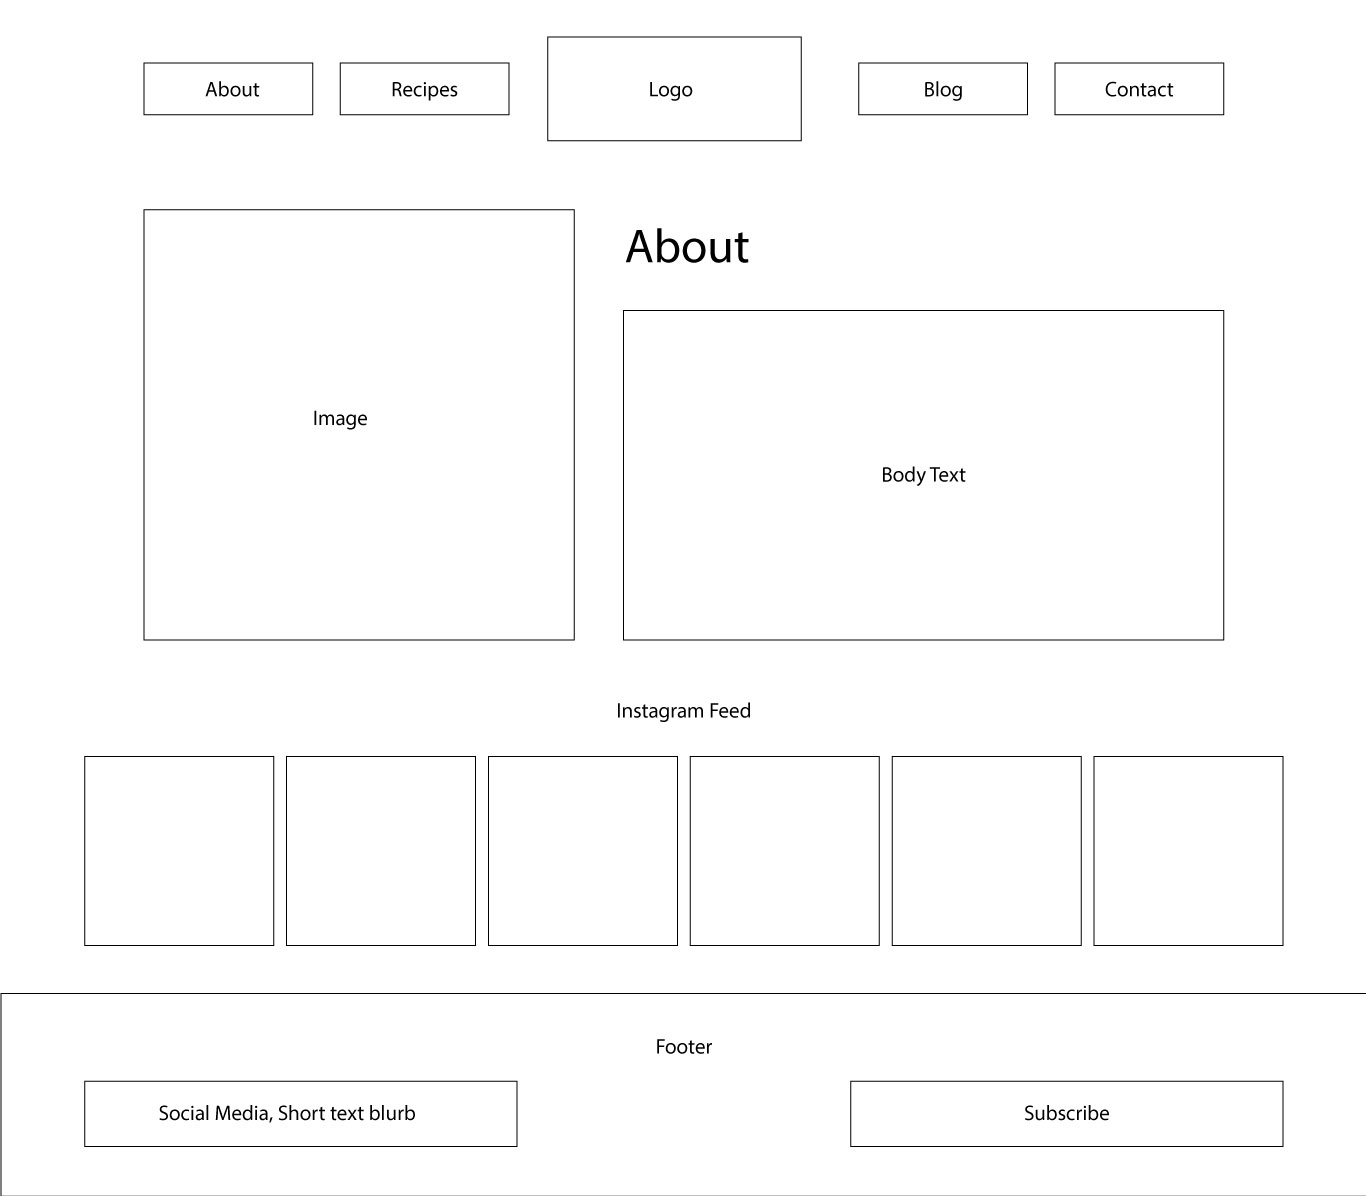 About
Recipes
Logo
Blog
Contact
About
Image
Body Text
Instagram Feed
Footer
Social Media, Short text blurb
Subscribe